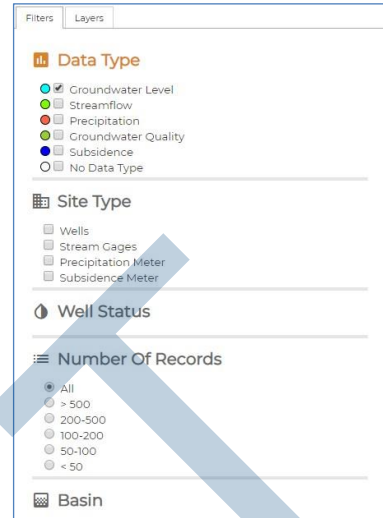 Filters Layers
Data Type
Groundwater Level
Streamflow
Precipitation
Groundwater Quality
Subsidence
No Data Type
Site Type
Wells
Stream Gages
Precipitation Meter
Subsidence Meter
Well Status
Number Of Records
All
> 500
200-500
100-200
50-100
< 50
Basin